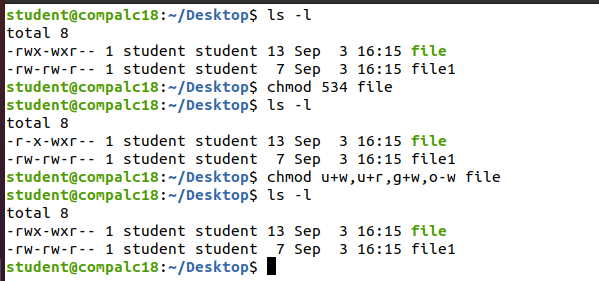 student@compalc18:~/Desktop$ ls -l
total 8
-rwx-wxr-- 1 student student 13 Sep  3 16:15 file
-rw-rw-r-- 1 student student  7 Sep  3 16:15 file1
student@compalc18:~/Desktop$ chmod 534 file
student@compalc18:~/Desktop$ ls -l
total 8
-r-x-wxr-- 1 student student 13 Sep  3 16:15 file
-rw-rw-r-- 1 student student  7 Sep  3 16:15 file1
student@compalc18:~/Desktop$ chmod u+w,u+r,g+w,o-w file
student@compalc18:~/Desktop$ ls -l
total 8
-rwx-wxr-- 1 student student 13 Sep  3 16:15 file
-rw-rw-r-- 1 student student  7 Sep  3 16:15 file1
student@compalc18:~/Desktop$